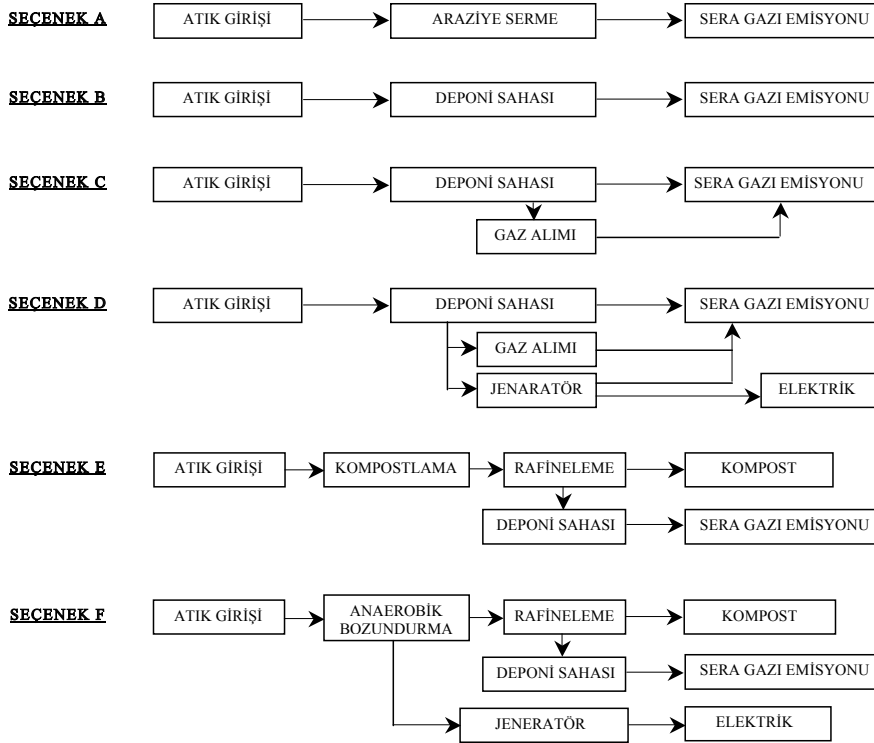 SEÇENEK A
ATIK GİRİŞİ
ARAZİYE SERME
SERA GAZI EMİSYONU
SEÇENEK B
ATIK GİRİŞİ
DEPONİ SAHASI
SERA GAZI EMİSYONU
SEÇENEK C
ATIK GİRİŞİ
DEPONİ SAHASI
SERA GAZI EMİSYONU
GAZ ALIMI
SEÇENEK D
ATIK GİRİŞİ
DEPONİ SAHASI
SERA GAZI EMİSYONU
GAZ ALIMI
JENARATÖR
ELEKTRİK
SEÇENEK E
ATIK GİRİŞİ
KOMPOSTLAMA
RAFİNELEME
KOMPOST
DEPONİ SAHASI
SERA GAZI EMİSYONU
SEÇENEK F
ATIK GİRİŞİ
ANAEROBİK
BOZUNDURMA
RAFİNELEME
KOMPOST
DEPONİ SAHASI
SERA GAZI EMİSYONU
JENERATÖR
ELEKTRİK